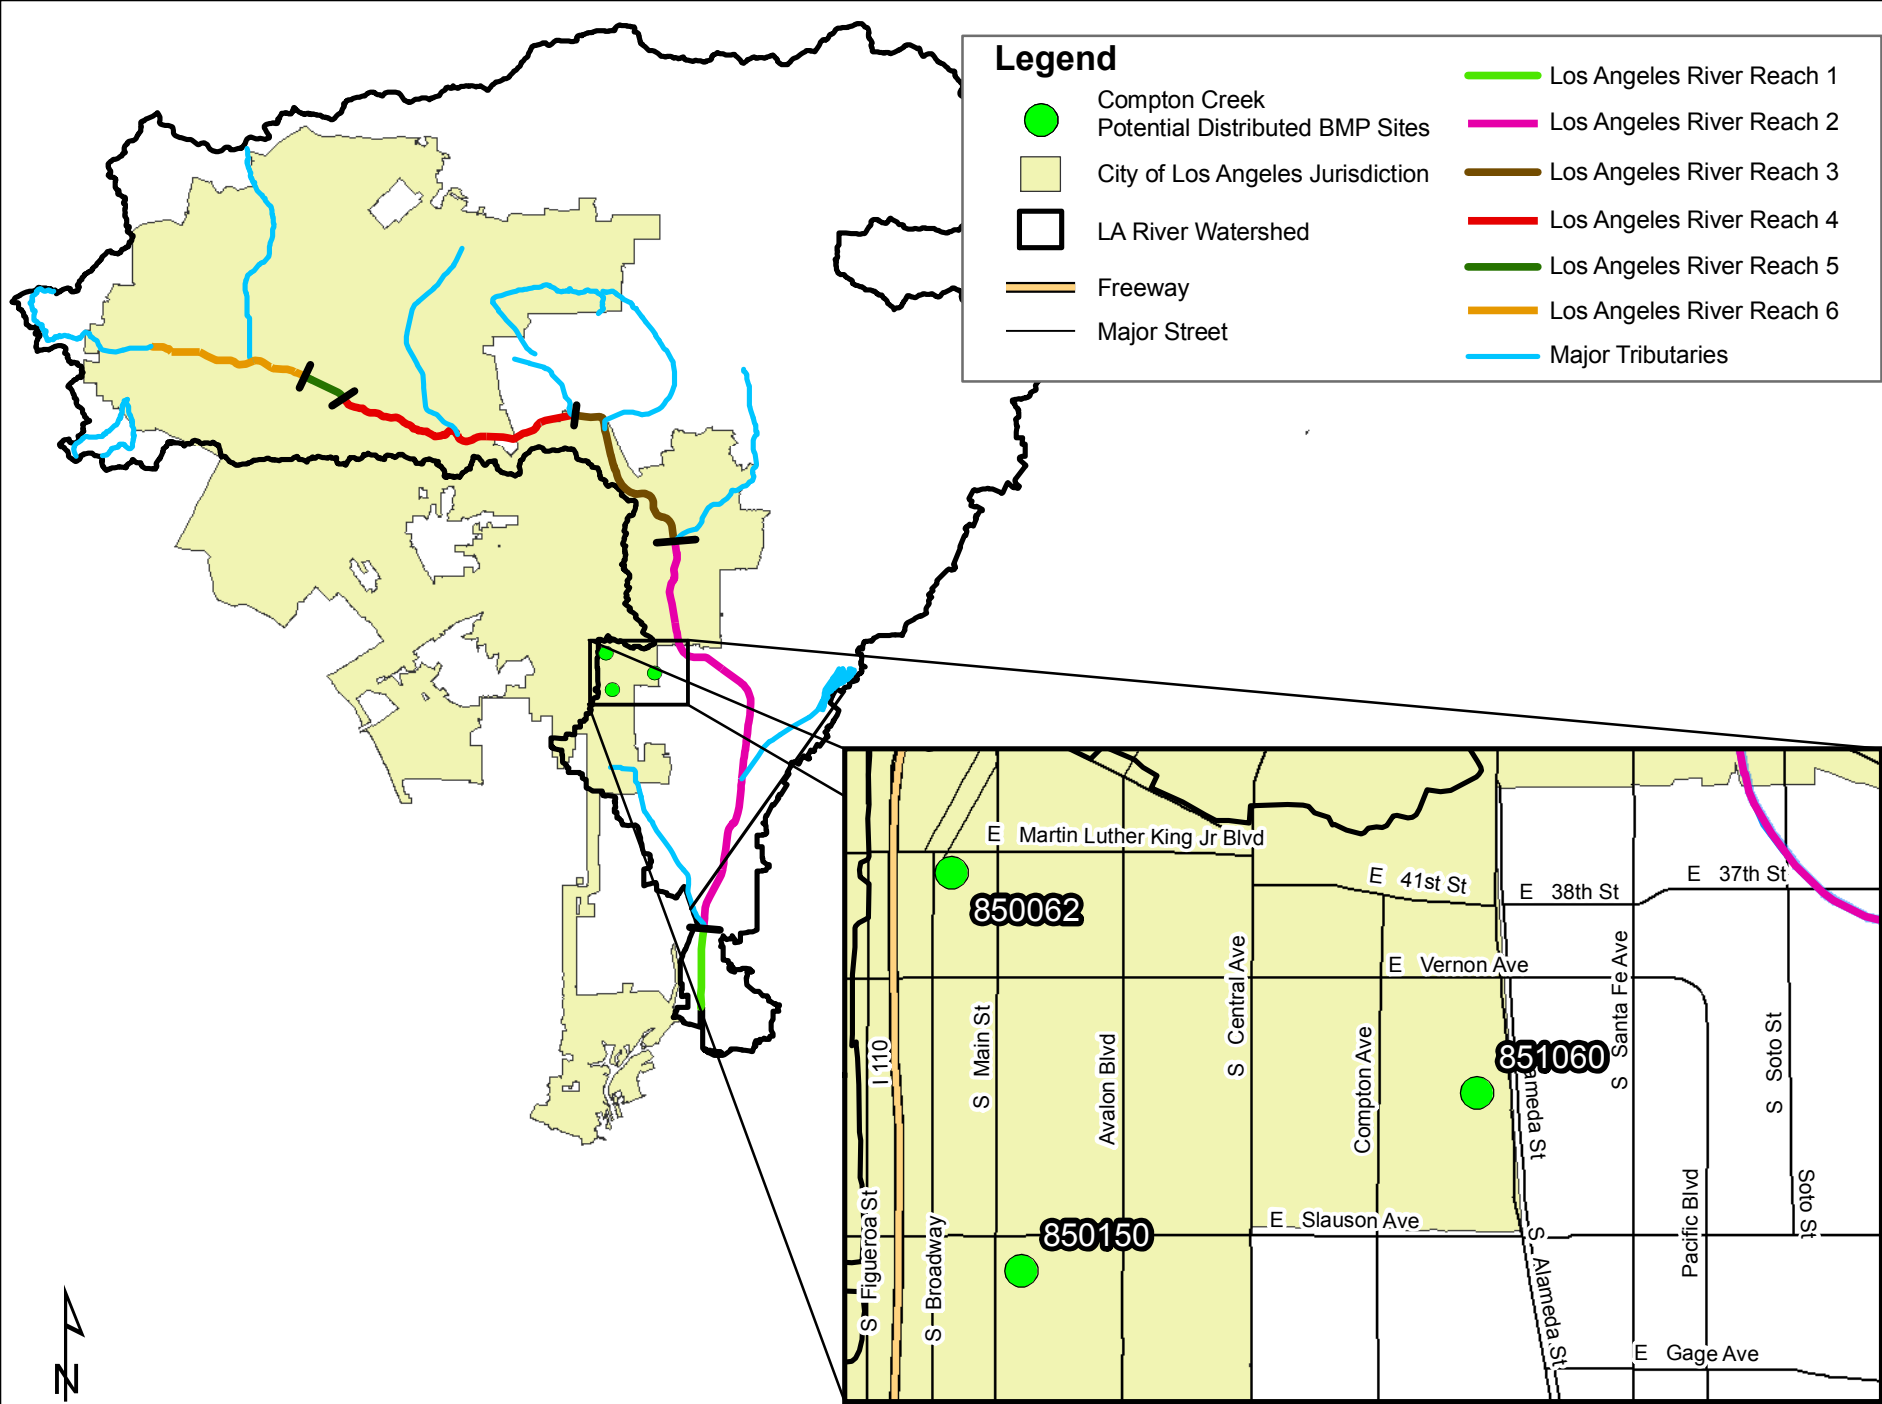 Legend
Compton Creek
Potential Distributed BMP Sites
City of Los Angeles Jurisdiction
LA River Watershed
Freeway
Major Street
Los Angeles River Reach 1
Los Angeles River Reach 2
Los Angeles River Reach 3
Los Angeles River Reach 4
Los Angeles River Reach 5
Los Angeles River Reach 6
Major Tributaries
E Martin Luther King Jr Blvd
850062
E 41st St
E 38th St
E 37th St
E Vernon Ave
I 110
S Main St
Avalon Blvd
S Central Ave
Compton Ave
851060
ameda St
S Santa Fe Ave
S Soto St
Soto St
Pacific Blvd
S Figueroa St
S Broadway
850150
E Slauson Ave
S Alameda St
E Gage Ave
N